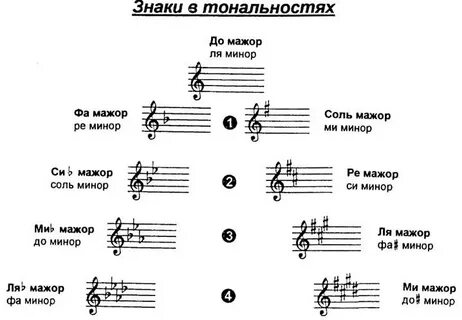 Знаки в тональностях
До мажор
ля минор
Фа мажор
ре минор
1
Соль мажор
ми минор
Си♭ мажор
соль минор
2
Ре мажор
си минор
Ми♭ мажор
до минор
3
Ля мажор
фа♯ минор
Ля♭ мажор
фа минор
4
Ми мажор
до♯ минор